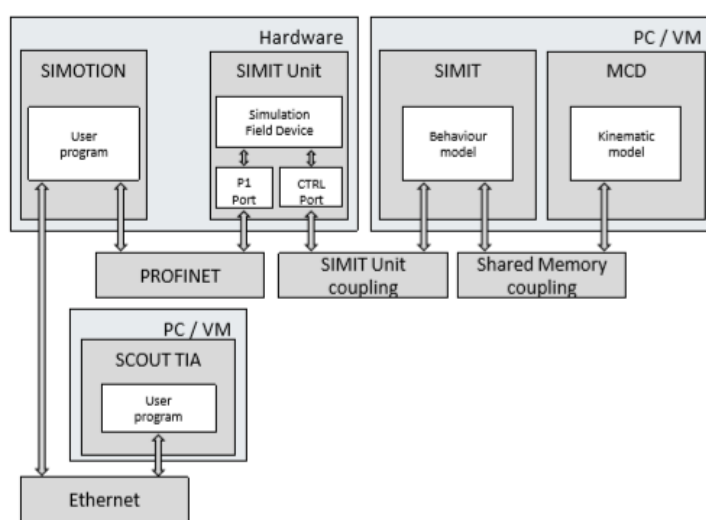 Hardware
SIMOTION
User
program
SIMIT Unit
Simulation
Field Device
P1
Port
CTRL
Port
PC / VM
SIMIT
Behaviour
model
MCD
Kinematic
model
PROFINET
SIMIT Unit
coupling
Shared Memory
coupling
PC / VM
SCOUT TIA
User
program
Ethernet